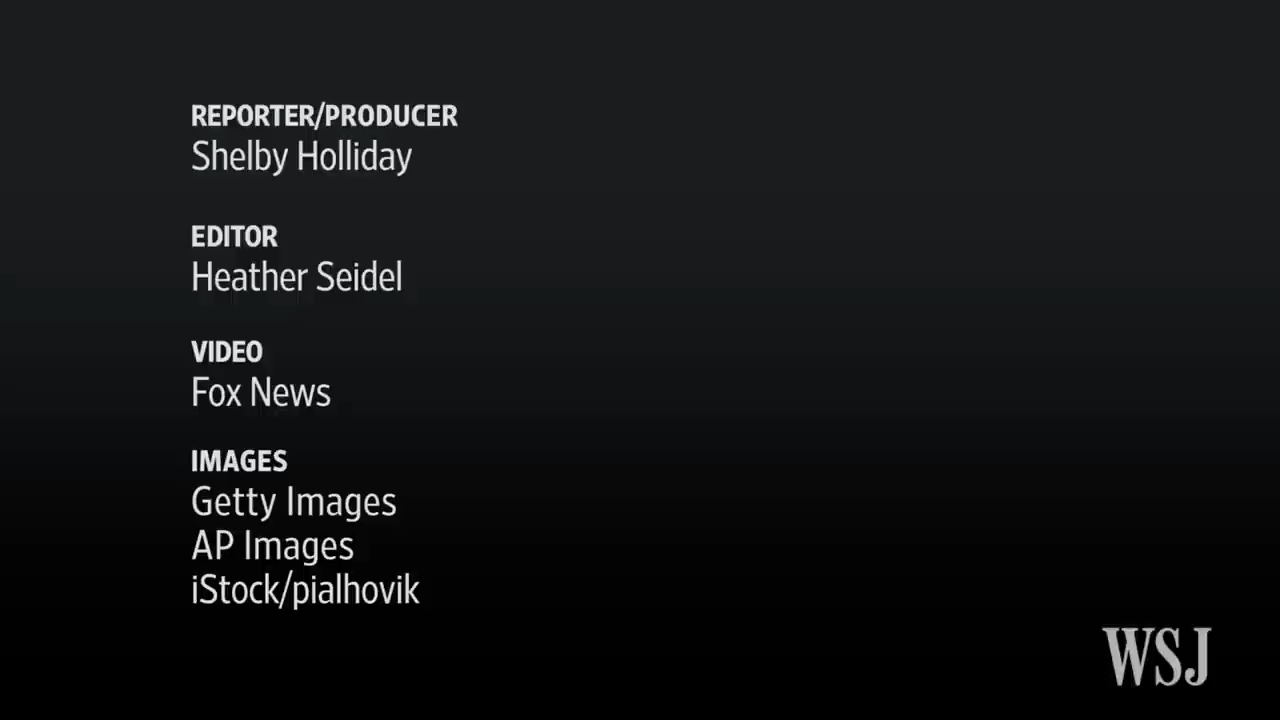 REPORTER/PRODUCER
Shelby Holliday
EDITOR
Heather Seidel
VIDEO
Fox News
IMAGES
Getty Images
AP Images
iStock/pialhovik
WSJ